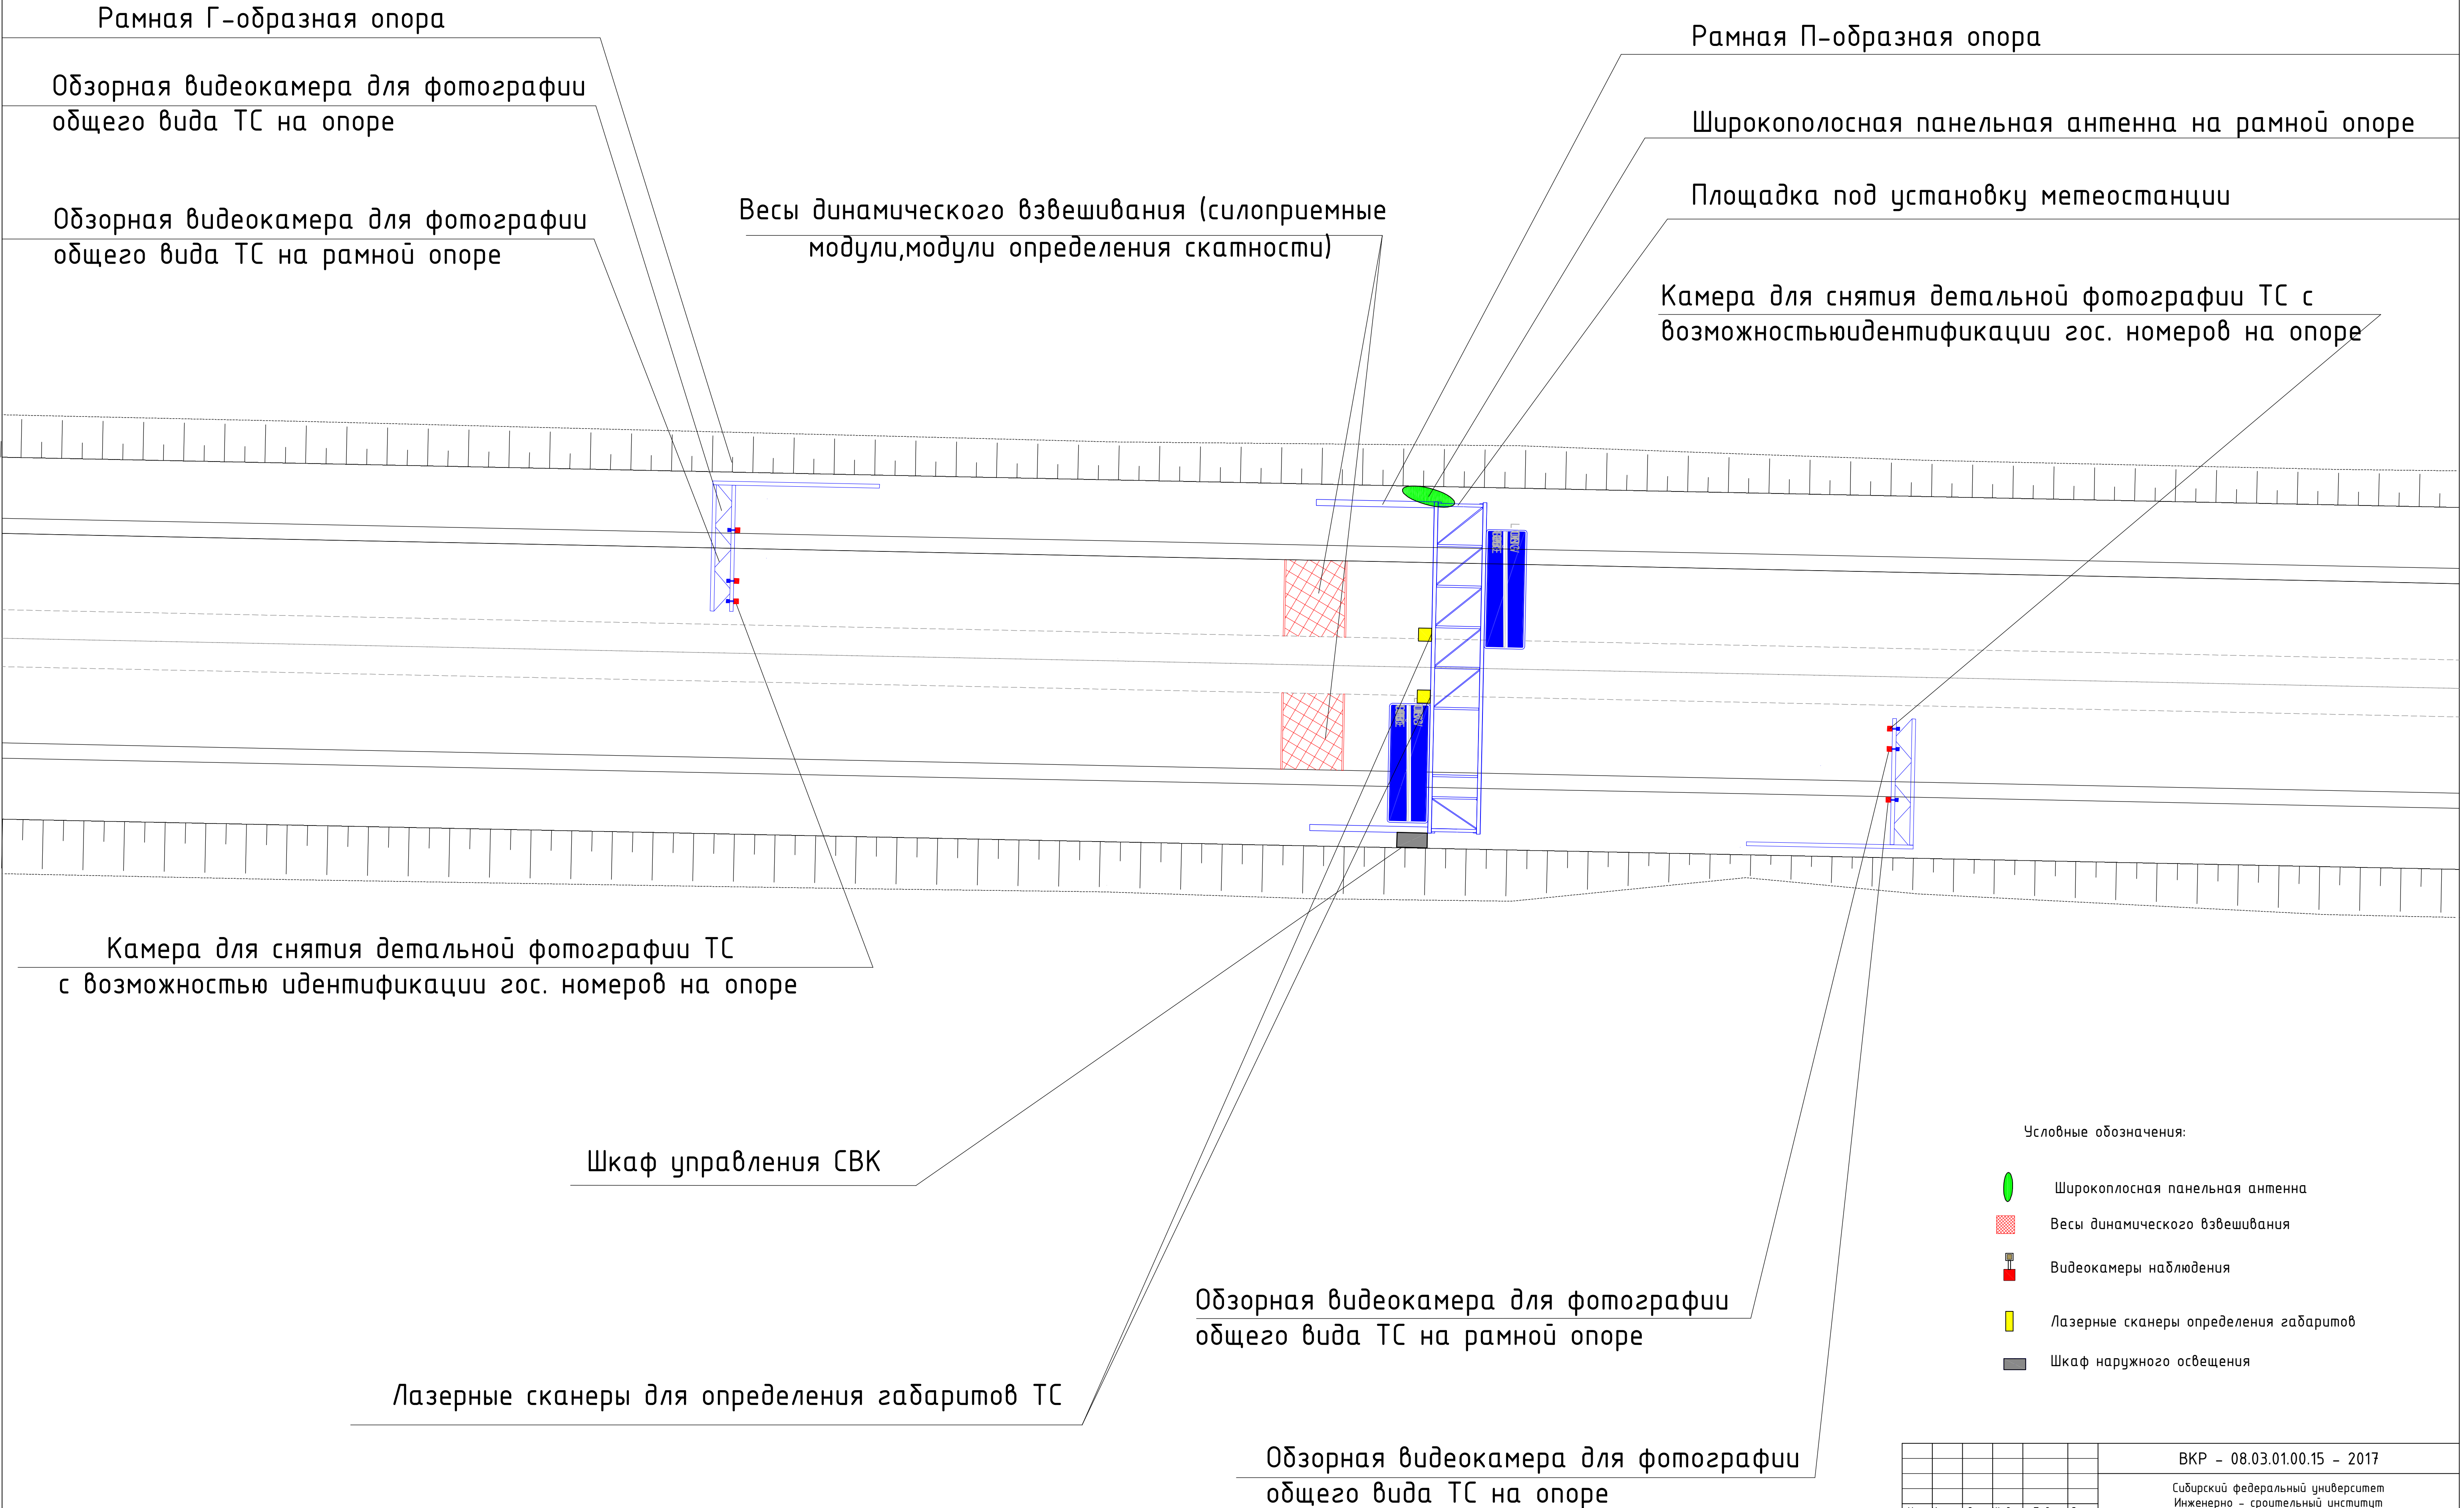 Рамная Г-образная опора
Обзорная видеокамера для фотографии
общего вида ТС на опоре
Обзорная видеокамера для фотографии
общего вида ТС на рамной опоре
Весы динамического взвешивания (силоприемные
модули,модули определения скатности)
Рамная П-образная опора
Широкополосная панельная антенна на рамной опоре
Площадка под установку метеостанции
Камера для снятия детальной фотографии ТС с
возможностьюидентификации гос. номеров на опоре
Камера для снятия детальной фотографии ТС
с возможностью идентификации гос. номеров на опоре
Шкаф управления СВК
Лазерные сканеры для определения габаритов ТС
Обзорная видеокамера для фотографии
общего вида ТС на рамной опоре
Обзорная видеокамера для фотографии
общего вида ТС на опоре
Условные обозначения:
Широкоплосная панельная антенна
Весы динамического взвешивания
Видеокамеры наблюдения
Лазерные сканеры определения габаритов
Шкаф наружного освещения
ВКР - 08.03.01.00.15 - 2017
Сибирский федеральный университет
Инженерно - сроительный институт